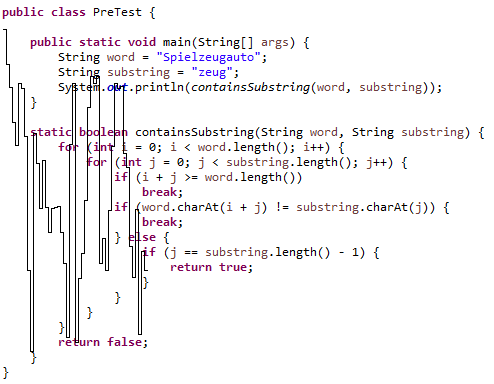 public class PreTest {
public static void main(String[] args) {
String word = "Spielzeugauto";
String substring = "zeug";
System.out.println(containsSubstring(word, substring));
}
static boolean containsSubstring(String word, String substring) {
for (int i = 0; i < word.length(); i++) {
for (int j = 0; j < substring.length(); j++) {
if (i + j >= word.length())
break;
if (word.charAt(i + j) != substring.charAt(j)) {
break;
} else {
if (j == substring.length() - 1) {
return true;
}
}
}
}
return false;
}
}